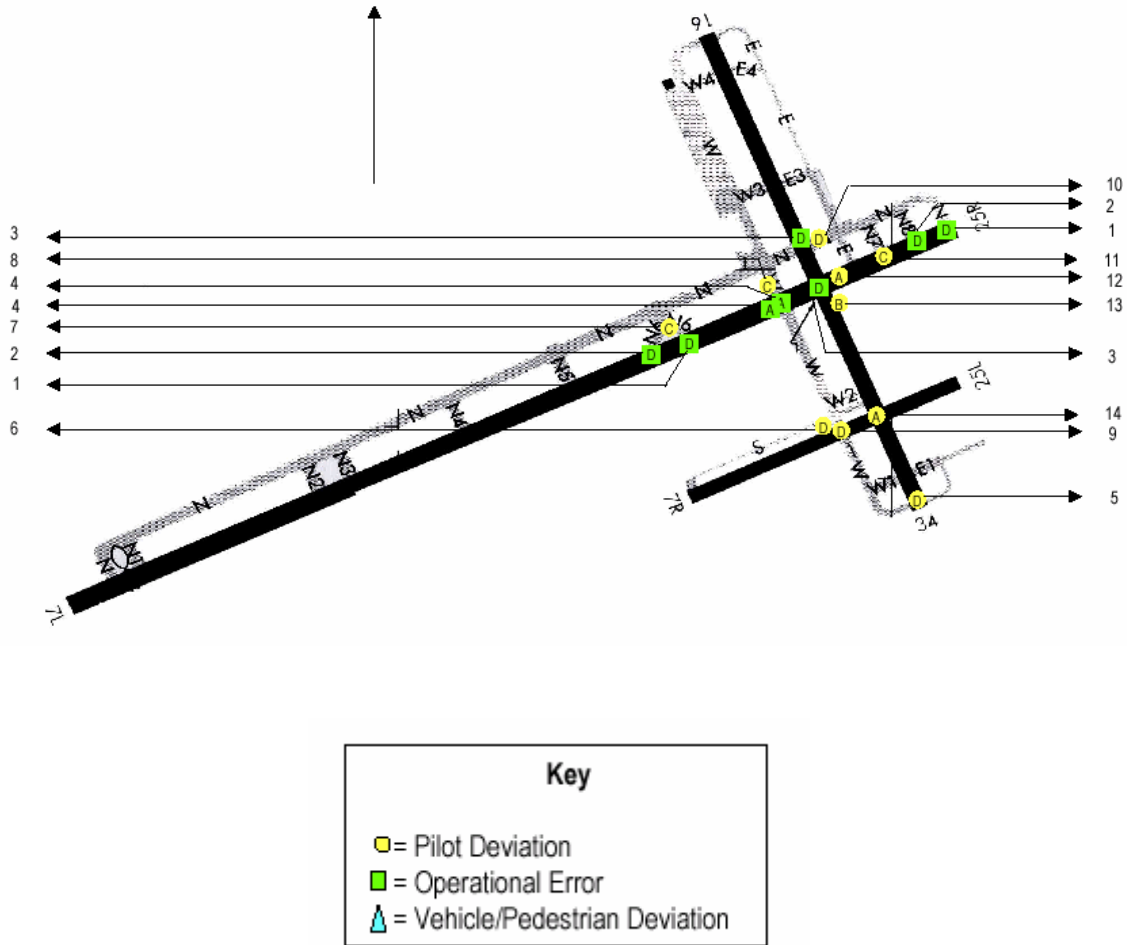 16
E
W4
E4
E
W
W3
E3
10
N
N
2
3
D
D
N8
25R
D
1
N7
D
8
E
N
C
11
A
12
4
C
N
D
4
A
A
B
13
7
C
N
D
2
D
3
W
1
N5
25L
W2
N
N4
A
14
6
D
D
9
S
N3
N2
W
E1
W1
7R
D
5
N
34
N
N1
7L
Key
= Pilot Deviation
= Operational Error
= Vehicle/Pedestrian Deviation